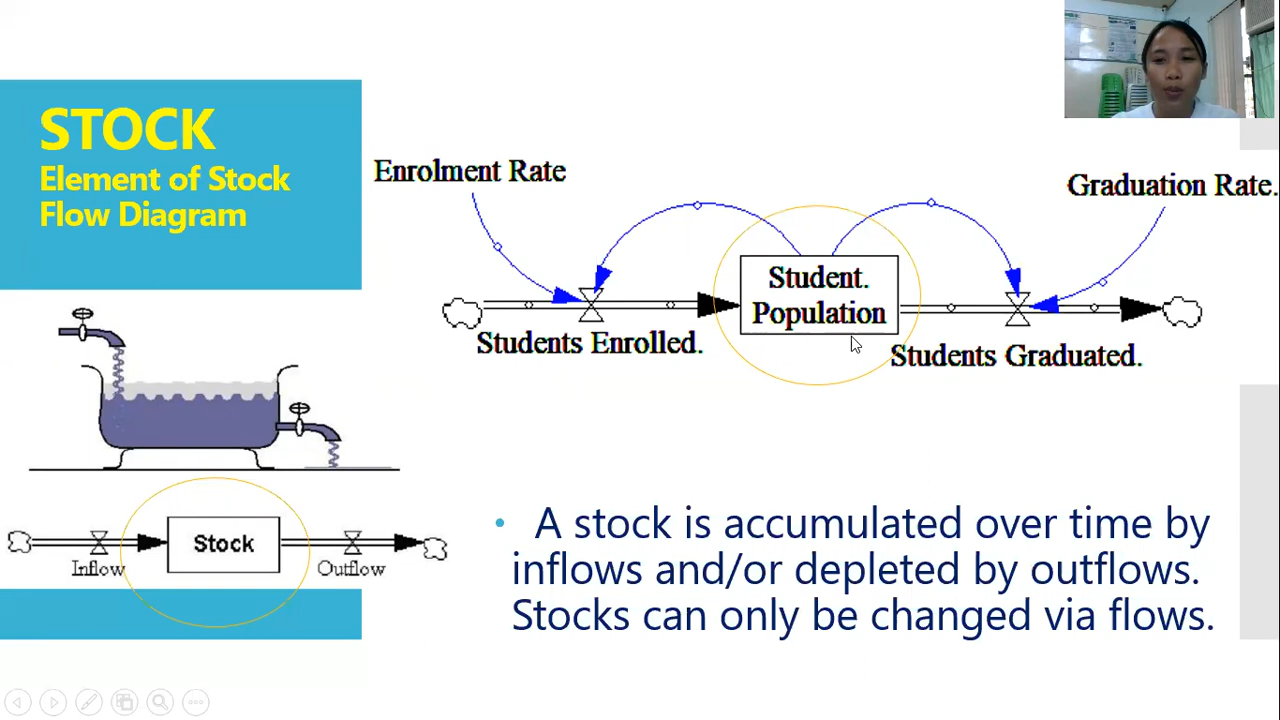 STOCK
Element of Stock
Flow Diagram
Enrolment Rate
Graduation Rate.
Student.
Population
Students Enrolled.
Students Graduated.
Stock
Inflow
Outflow
• A stock is accumulated over time by
inflows and/or depleted by outflows.
Stocks can only be changed via flows.